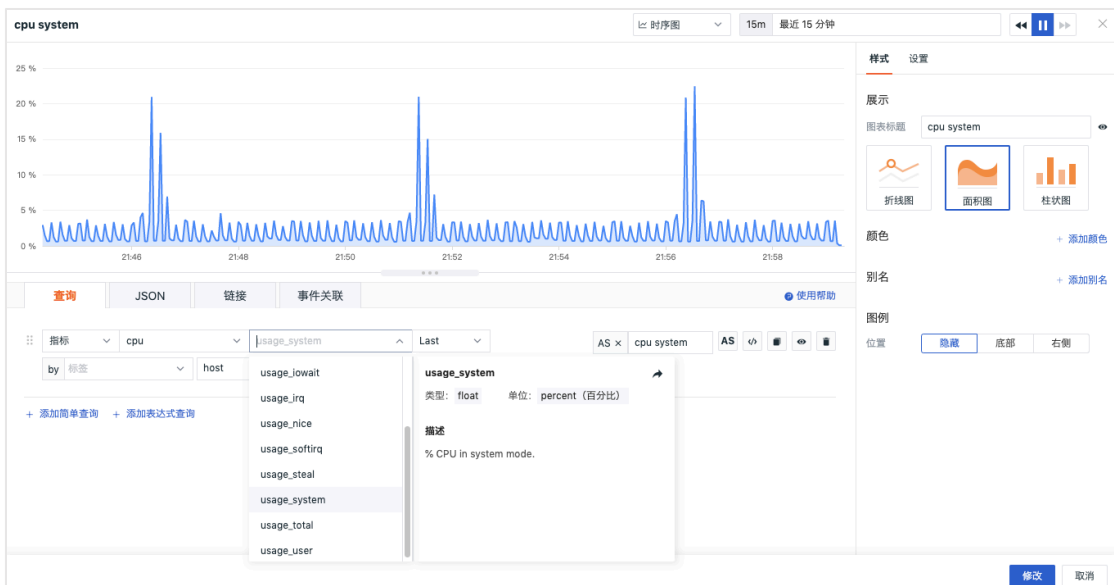 cpu system
时序图
15m 最近 15 分钟
样式 设置
25 %
20 %
15 %
10 %
5 %
0 %
21:46 21:48 21:50 21:52 21:54 21:56 21:58
展示
图表标题 cpu system
折线图 面积图 柱状图
颜色 + 添加颜色
别名 + 添加别名
图例
位置 隐藏 底部 右侧
查询 JSON 链接 事件关联 使用帮助
指标 cpu usage_system Last AS × cpu system AS </>
by 标签 host
+ 添加简单查询 + 添加表达式查询
usage_iowait
usage_irq
usage_nice
usage_softirq
usage_steal
usage_system
usage_total
usage_user
usage_system
类型: float 单位: percent（百分比）
描述
% CPU in system mode.
修改 取消